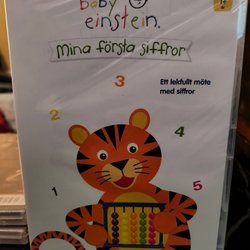 baby
einstein.
Mina första siffror
3
Ett lekfullt möte
med siffror
2
4
1
5